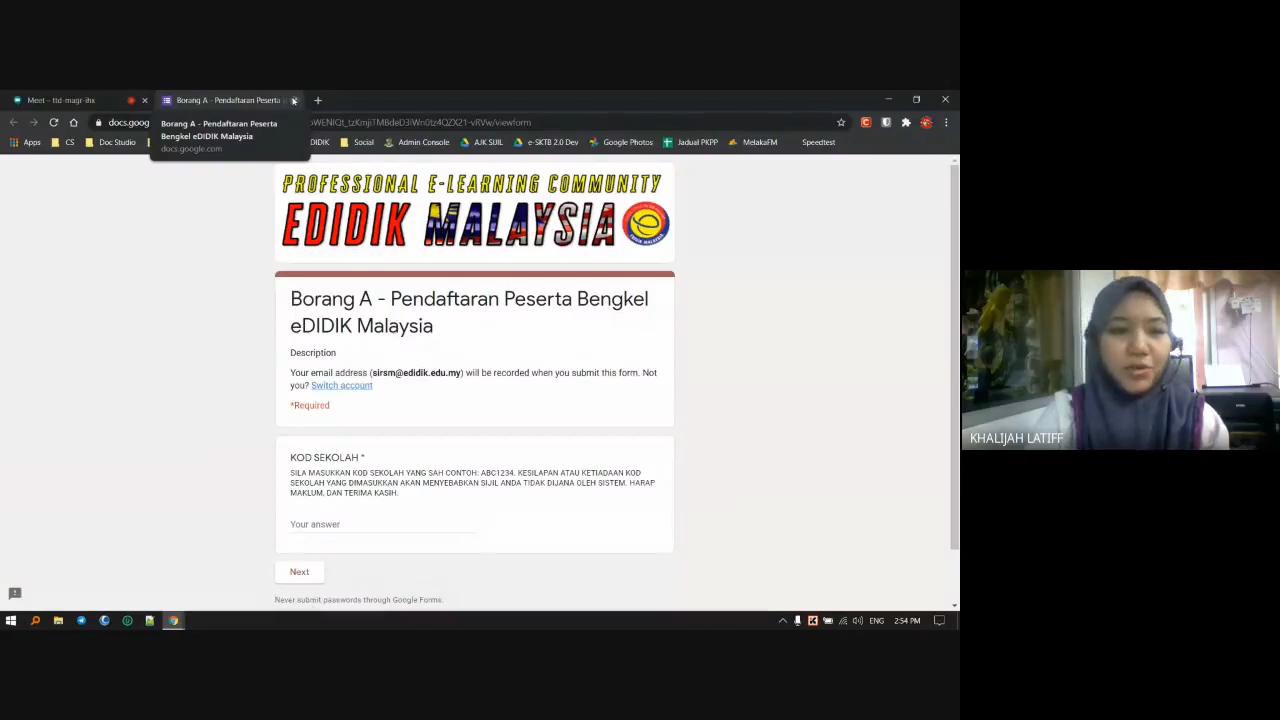 Meet – ttd-magr-ihx
Borang A - Pendaftaran Peserta
docs.goog
WENIQt_tzKmjiTMBdeD3iWn0tz4QZX21-vRVw/viewform
Borang A - Pendaftaran Peserta
Bengkel eDIDIK Malaysia
docs.google.com
Apps CS Doc Studio DIDIK Social Admin Console AJK SUIL e-SKTB 2.0 Dev Google Photos Jadual PKPP MelakaFM Speedtest
PROFESSIONAL E-LEARNING COMMUNITY
EDIDIK MALAYSIA
Borang A - Pendaftaran Peserta Bengkel
eDIDIK Malaysia
Description
Your email address (sirsm@edidik.edu.my) will be recorded when you submit this form. Not
you? Switch account
*Required
KOD SEKOLAH *
SILA MASUKKAN KOD SEKOLAH YANG SAH CONTOH: ABC1234. KESILAPAN ATAU KETIADAAN KOD
SEKOLAH YANG DIMASUKKAN AKAN MENYEBABKAN SIJIL ANDA TIDAK DIJANA OLEH SISTEM. HARAP
MAKLUM, DAN TERIMA KASIH.
Your answer
Next
Never submit passwords through Google Forms.
ENG 2:54 PM
KHALIJAH LATIFF